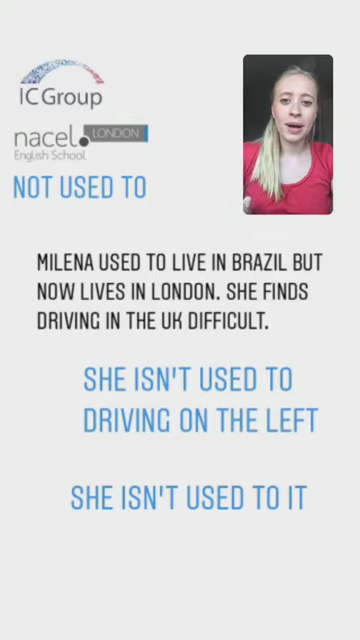 IC Group
nacel.
LONDON
English School
NOT USED TO
MILENA USED TO LIVE IN BRAZIL BUT
NOW LIVES IN LONDON. SHE FINDS
DRIVING IN THE UK DIFFICULT.
SHE ISN'T USED TO
DRIVING ON THE LEFT
SHE ISN'T USED TO IT